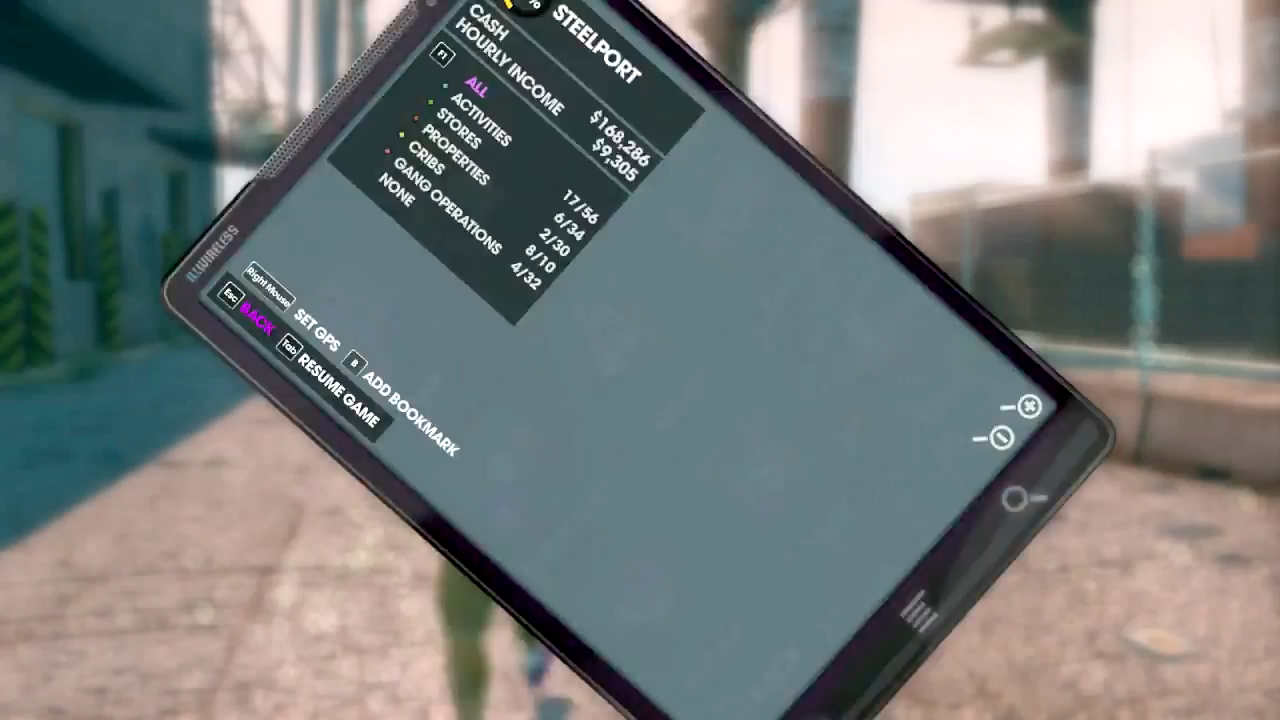 STEELPORT
CASH $168,286
HOURLY INCOME $9,305
F1
ALL
ACTIVITIES 17/56
STORES 6/34
PROPERTIES 2/30
CRIBS 8/10
GANG OPERATIONS 4/32
NONE
Right Mouse SET GPS B ADD BOOKMARK
Esc BACK Tab RESUME GAME